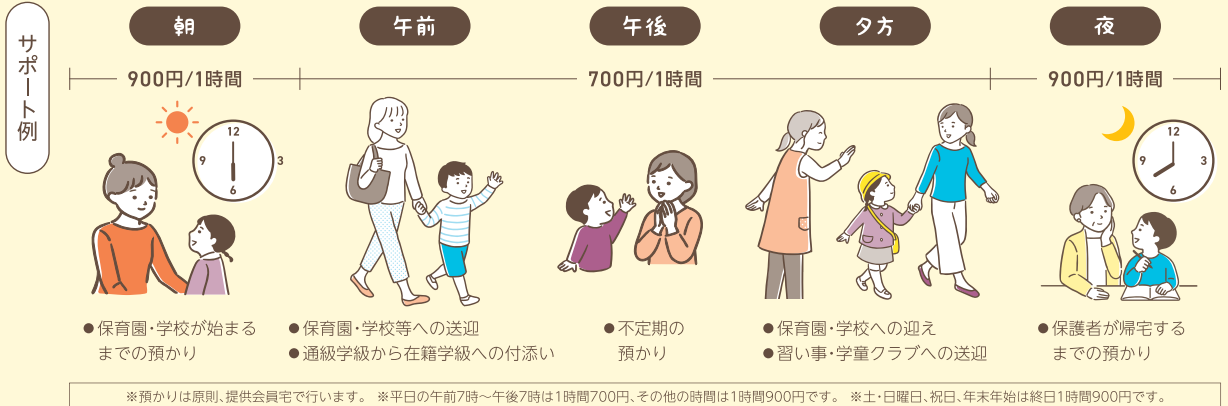 サポート例
朝
午前
午後
夕方
夜
900円/1時間
700円/1時間
900円/1時間
12
3
6
9
12
3
6
9
●保育園・学校が始まる
までの預かり
●保育園・学校等への送迎
●通級学級から在籍学級への付添い
●不定期の
預かり
●保育園・学校への迎え
●習い事・学童クラブへの送迎
●保護者が帰宅する
までの預かり
※預かりは原則、提供会員宅で行います。 ※平日の午前7時～午後7時は1時間700円、その他の時間は1時間900円です。 ※土・日曜日、祝日、年末年始は終日1時間900円です。